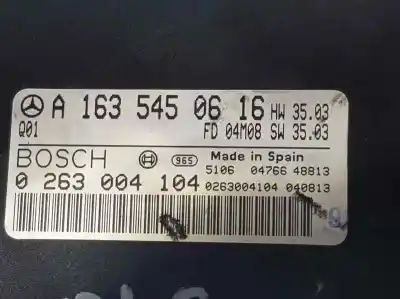 A 163 545 06 16 HW 35.03
Q01 FD 04M08 SW 35.03
BOSCH 965 Made in Spain
5106 04766 48813
0 263 004 104 0263004104 040813